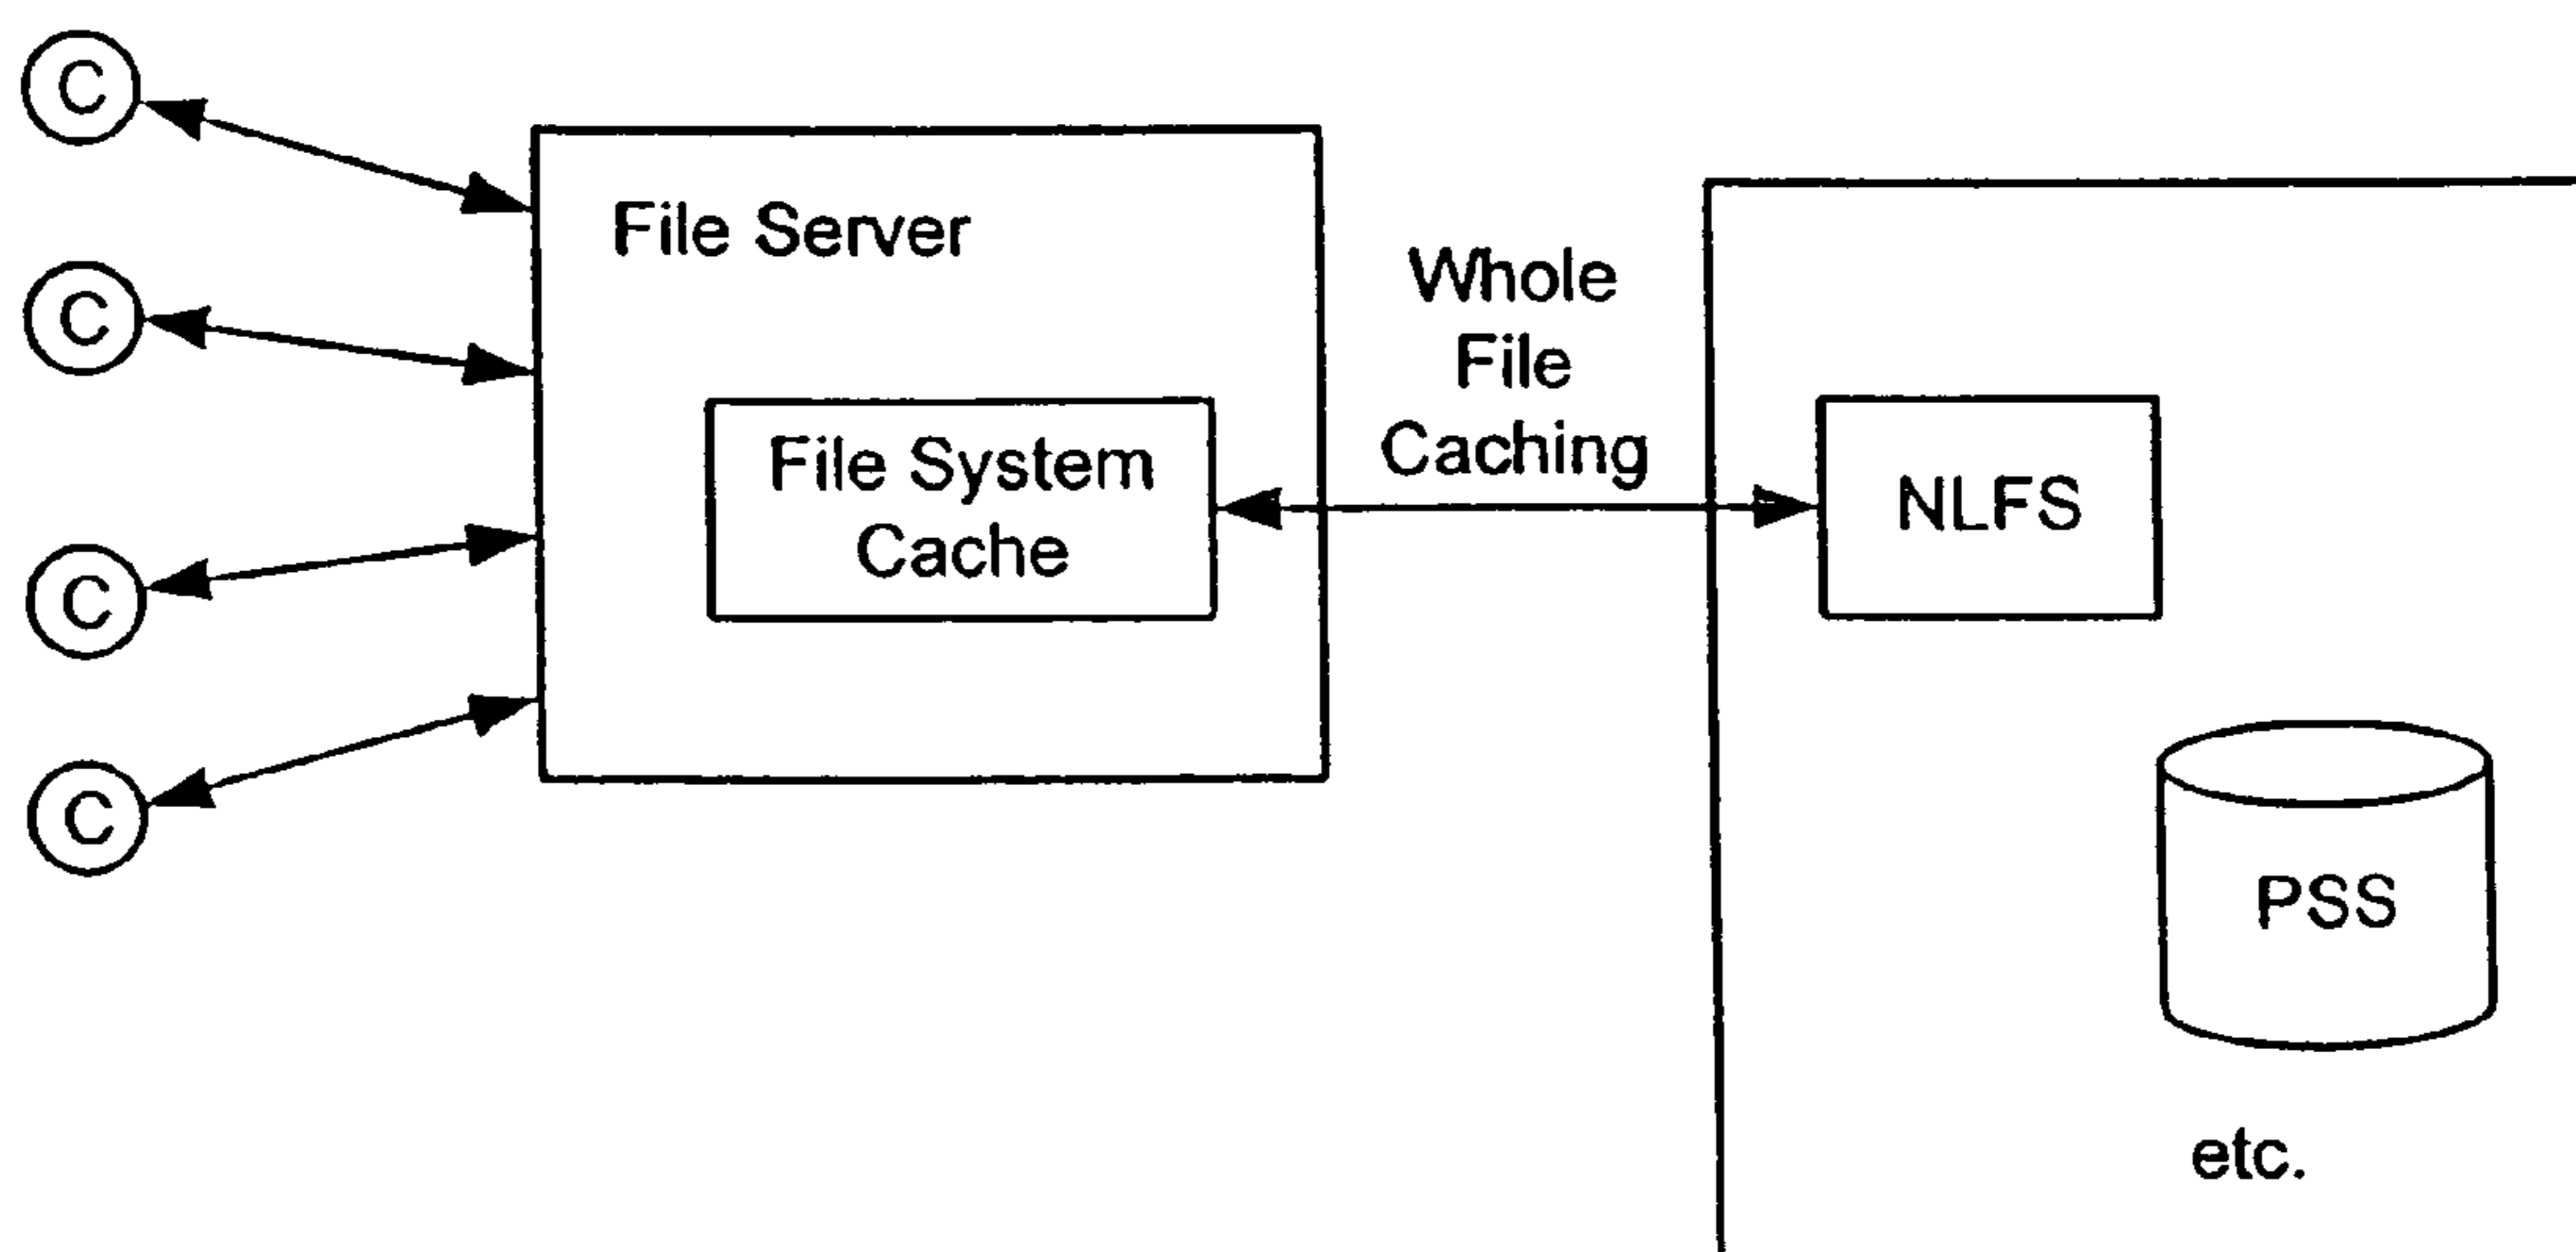 C
C
C
C
File Server
File System
Cache
Whole
File
Caching
NLFS
PSS
etc.